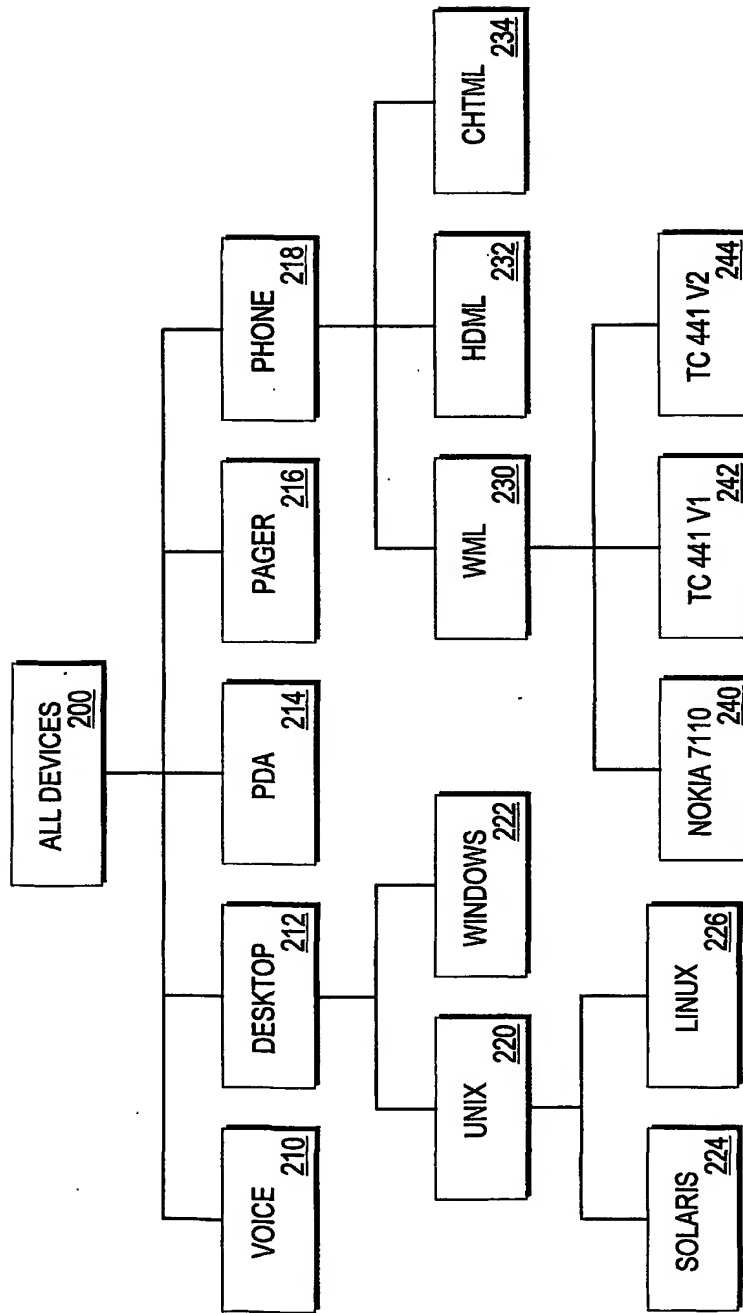 ALL DEVICES
200
VOICE
210
DESKTOP
212
PDA
214
PAGER
216
PHONE
218
UNIX
220
WINDOWS
222
WML
230
HDML
232
CHTML
234
SOLARIS
224
LINUX
226
NOKIA 7110
240
TC 441 V1
242
TC 441 V2
244